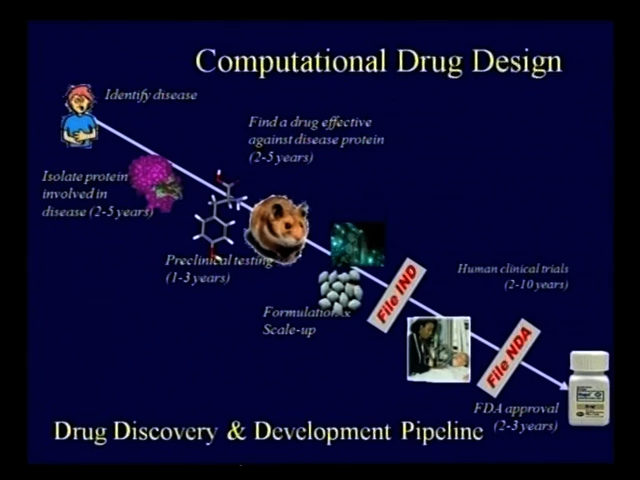 Computational Drug Design
Identify disease
Find a drug effective
against disease protein
(2-5 years)
Isolate protein
involved in
disease (2-5 years)
Preclinical testing
(1-3 years)
Human clinical trials
(2-10 years)
File IND
Formulation &
Scale-up
File NDA
FDA approval
(2-3 years)
Drug Discovery & Development Pipeline